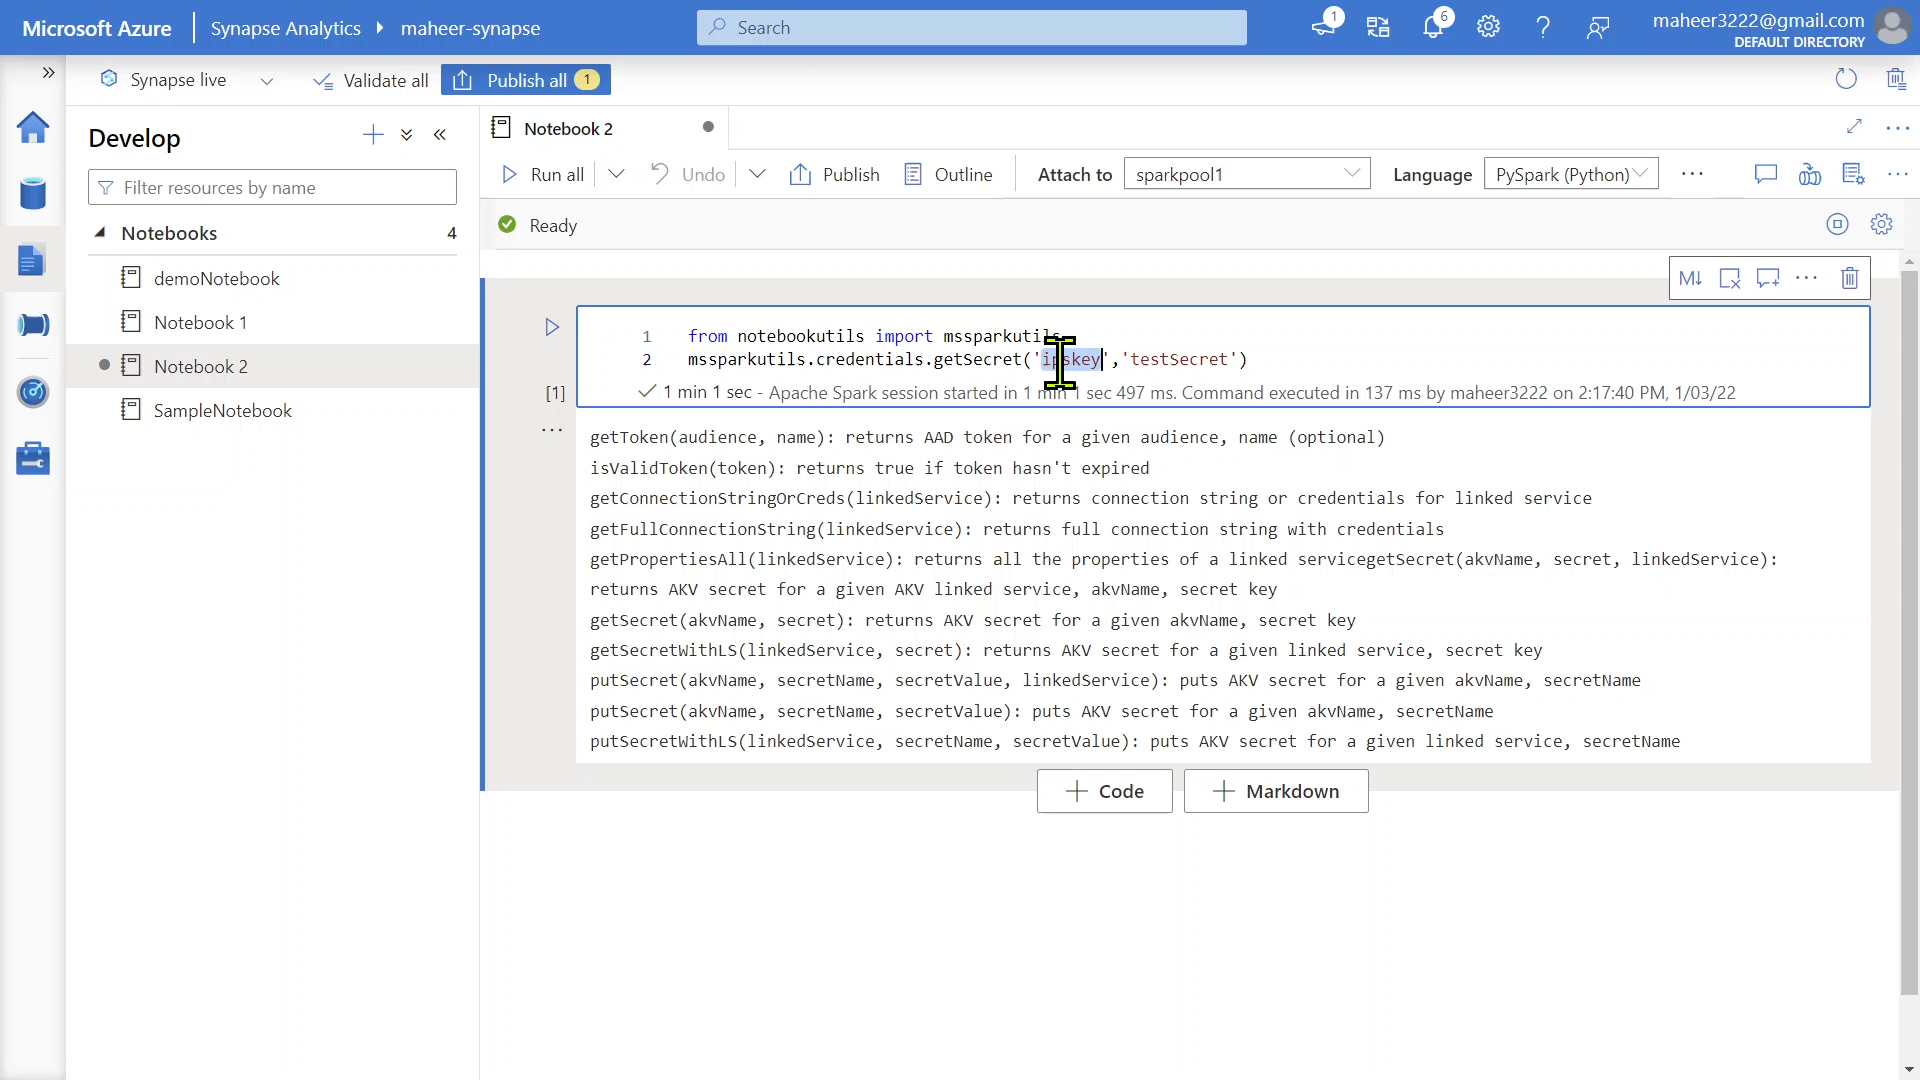 Microsoft Azure
Synapse Analytics
maheer-synapse
Search
1
6
maheer3222@gmail.com
DEFAULT DIRECTORY
Synapse live
Validate all
Publish all 1
Develop
Filter resources by name
Notebooks 4
demoNotebook
Notebook 1
Notebook 2
SampleNotebook
Notebook 2
Run all
Undo
Publish
Outline
Attach to
sparkpool1
Language
PySpark (Python)
Ready
M↓
1 from notebookutils import mssparkutils
2 mssparkutils.credentials.getSecret('ipskey','testSecret')
[1]
1 min 1 sec - Apache Spark session started in 1 min 1 sec 497 ms. Command executed in 137 ms by maheer3222 on 2:17:40 PM, 1/03/22
getToken(audience, name): returns AAD token for a given audience, name (optional)
isValidToken(token): returns true if token hasn't expired
getConnectionStringOrCreds(linkedService): returns connection string or credentials for linked service
getFullConnectionString(linkedService): returns full connection string with credentials
getPropertiesAll(linkedService): returns all the properties of a linked servicegetSecret(akvName, secret, linkedService):
returns AKV secret for a given AKV linked service, akvName, secret key
getSecret(akvName, secret): returns AKV secret for a given akvName, secret key
getSecretWithLS(linkedService, secret): returns AKV secret for a given linked service, secret key
putSecret(akvName, secretName, secretValue, linkedService): puts AKV secret for a given akvName, secretName
putSecret(akvName, secretName, secretValue): puts AKV secret for a given akvName, secretName
putSecretWithLS(linkedService, secretName, secretValue): puts AKV secret for a given linked service, secretName
Code
Markdown